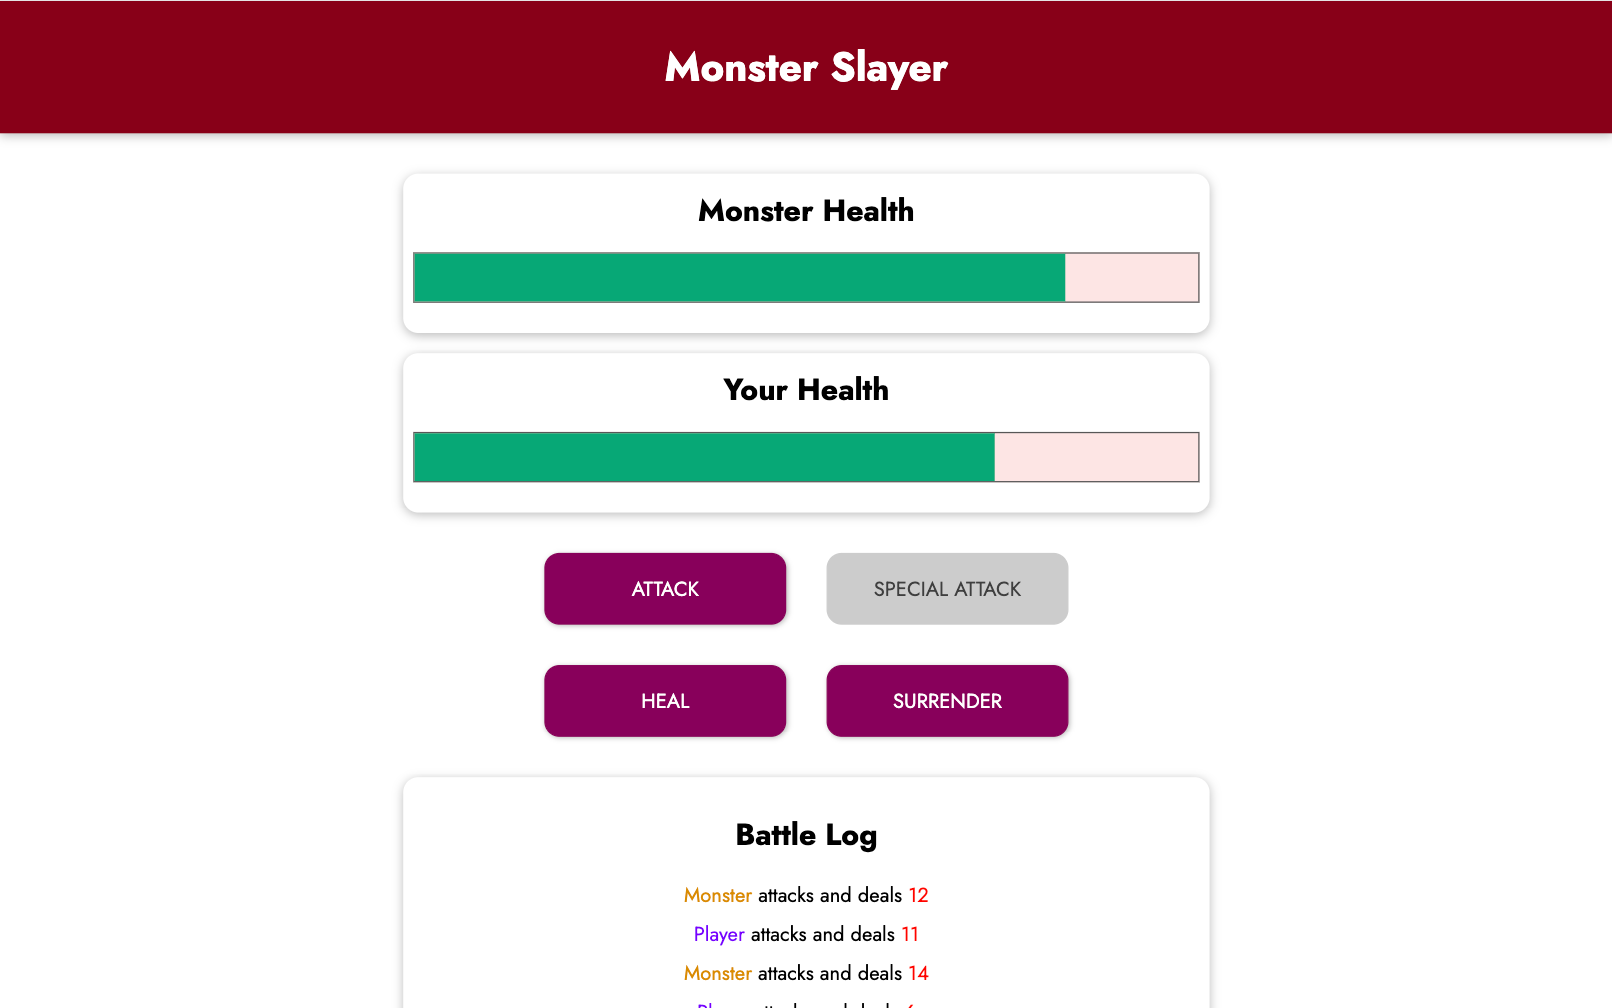 Monster Slayer
Monster Health
Your Health
ATTACK
SPECIAL ATTACK
HEAL
SURRENDER
Battle Log
Monster attacks and deals 12
Player attacks and deals 11
Monster attacks and deals 14